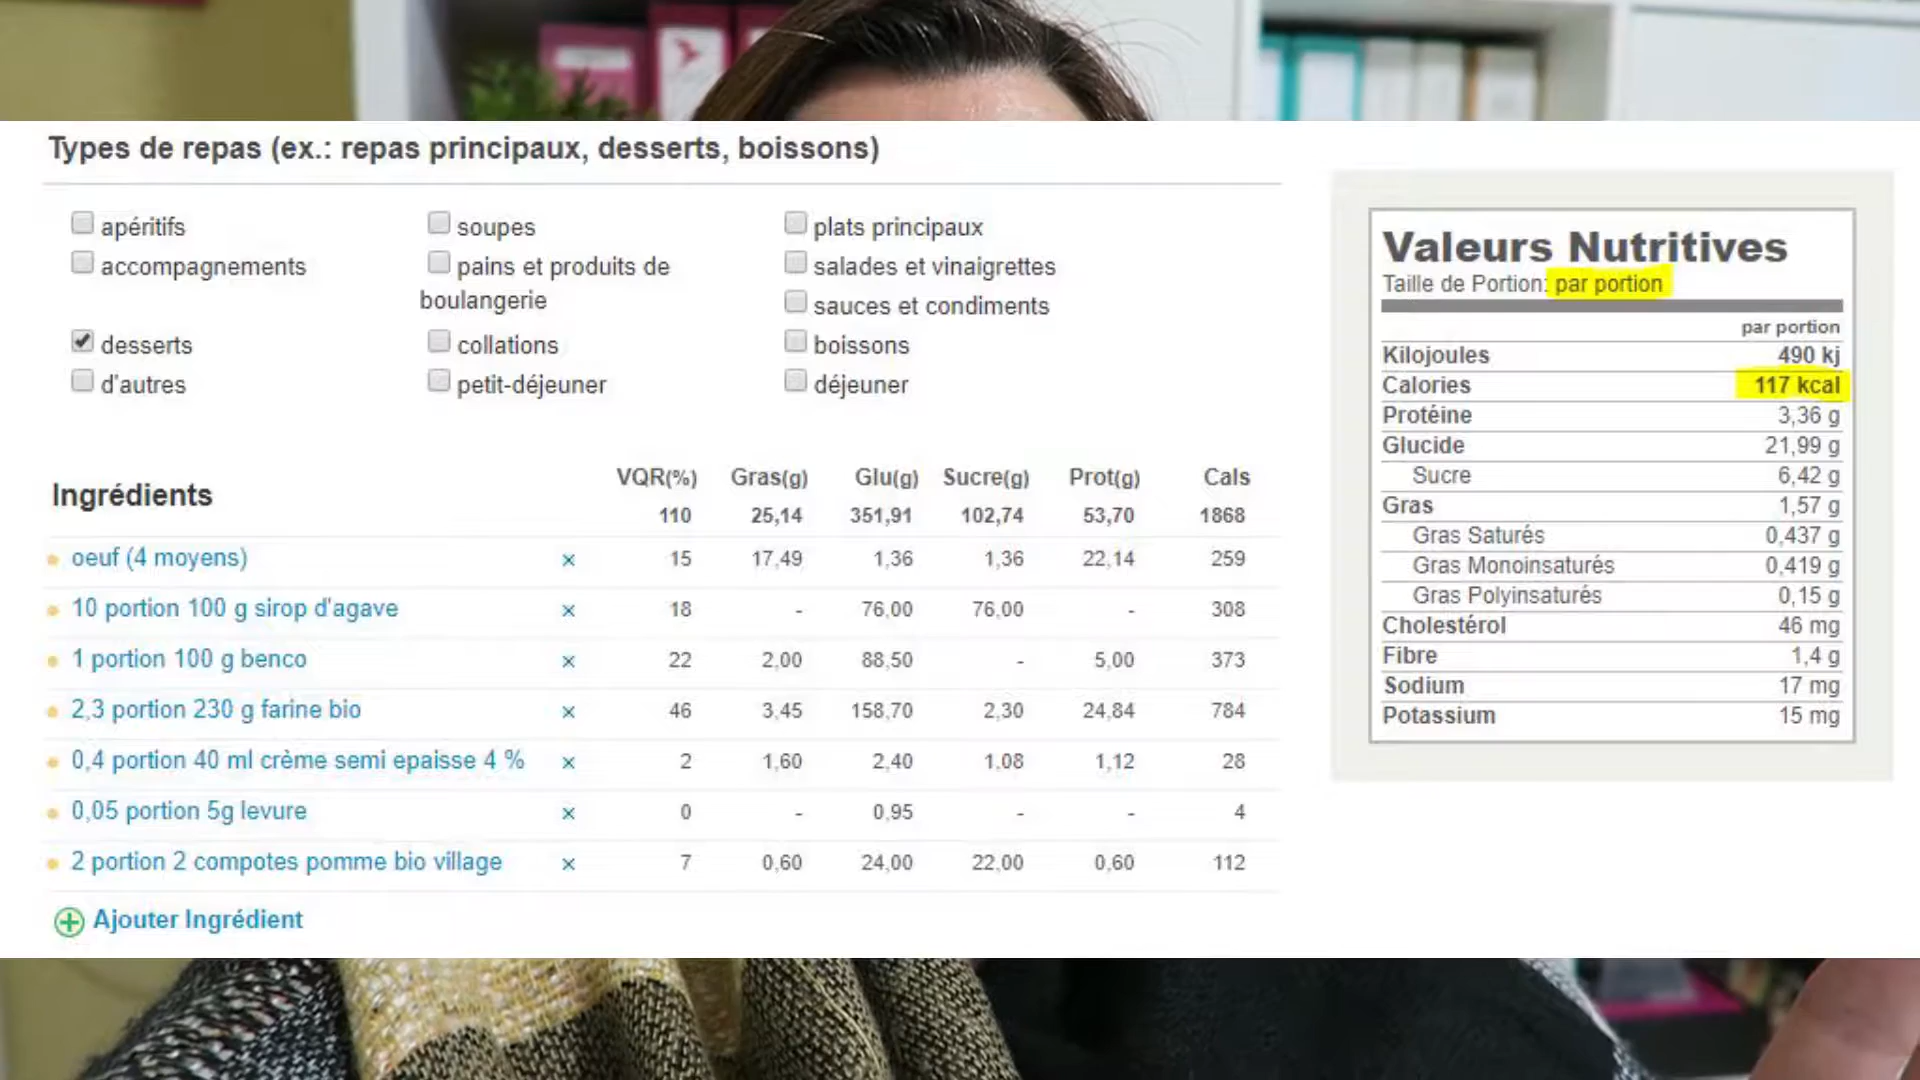 Types de repas (ex.: repas principaux, desserts, boissons)
apéritifs
soupes
plats principaux
accompagnements
pains et produits de
boulangerie
salades et vinaigrettes
sauces et condiments
desserts
collations
boissons
d'autres
petit-déjeuner
déjeuner
Ingrédients
VQR(%) Gras(g) Glu(g) Sucre(g) Prot(g) Cals
110 25,14 351,91 102,74 53,70 1868
oeuf (4 moyens) × 15 17,49 1,36 1,36 22,14 259
10 portion 100 g sirop d'agave × 18 - 76,00 76,00 - 308
1 portion 100 g benco × 22 2,00 88,50 - 5,00 373
2,3 portion 230 g farine bio × 46 3,45 158,70 2,30 24,84 784
0,4 portion 40 ml crème semi epaisse 4 % × 2 1,60 2,40 1,08 1,12 28
0,05 portion 5g levure × 0 - 0,95 - - 4
2 portion 2 compotes pomme bio village × 7 0,60 24,00 22,00 0,60 112
Ajouter Ingrédient
Valeurs Nutritives
Taille de Portion: par portion
par portion
Kilojoules 490 kj
Calories 117 kcal
Protéine 3,36 g
Glucide 21,99 g
Sucre 6,42 g
Gras 1,57 g
Gras Saturés 0,437 g
Gras Monoinsaturés 0,419 g
Gras Polyinsaturés 0,15 g
Cholestérol 46 mg
Fibre 1,4 g
Sodium 17 mg
Potassium 15 mg